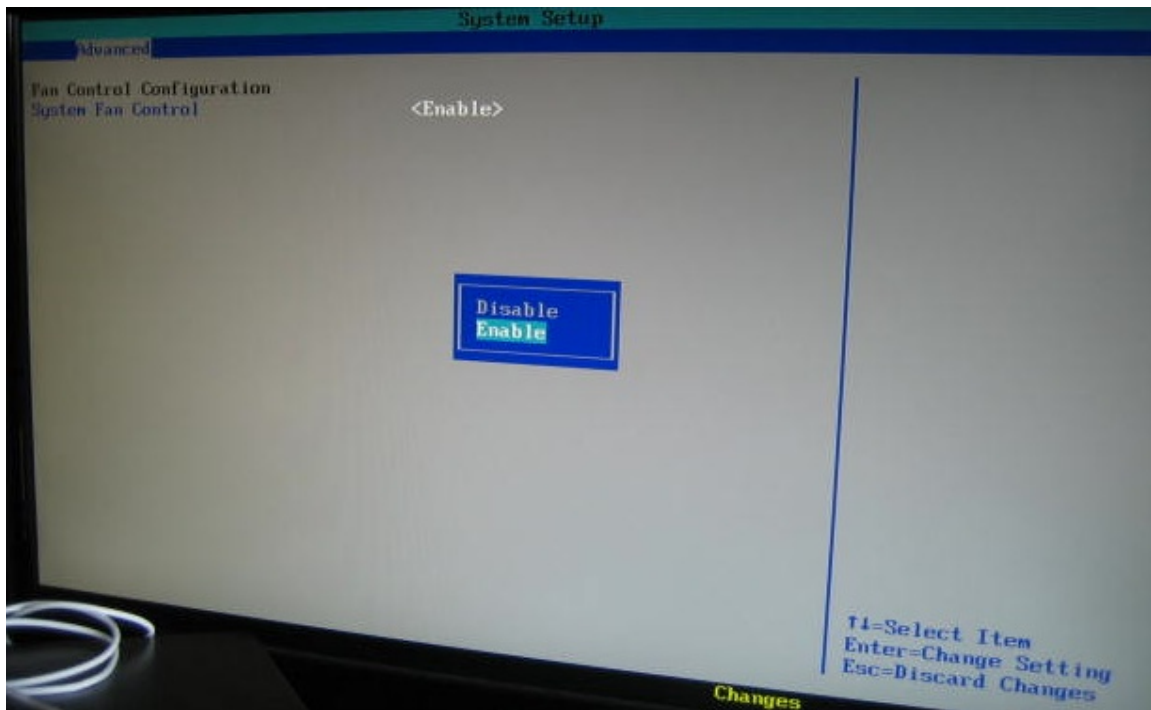 System Setup
Advanced
Fan Control Configuration
System Fan Control <Enable>
Disable
Enable
↑↓=Select Item
Enter=Change Setting
Esc=Discard Changes
Changes